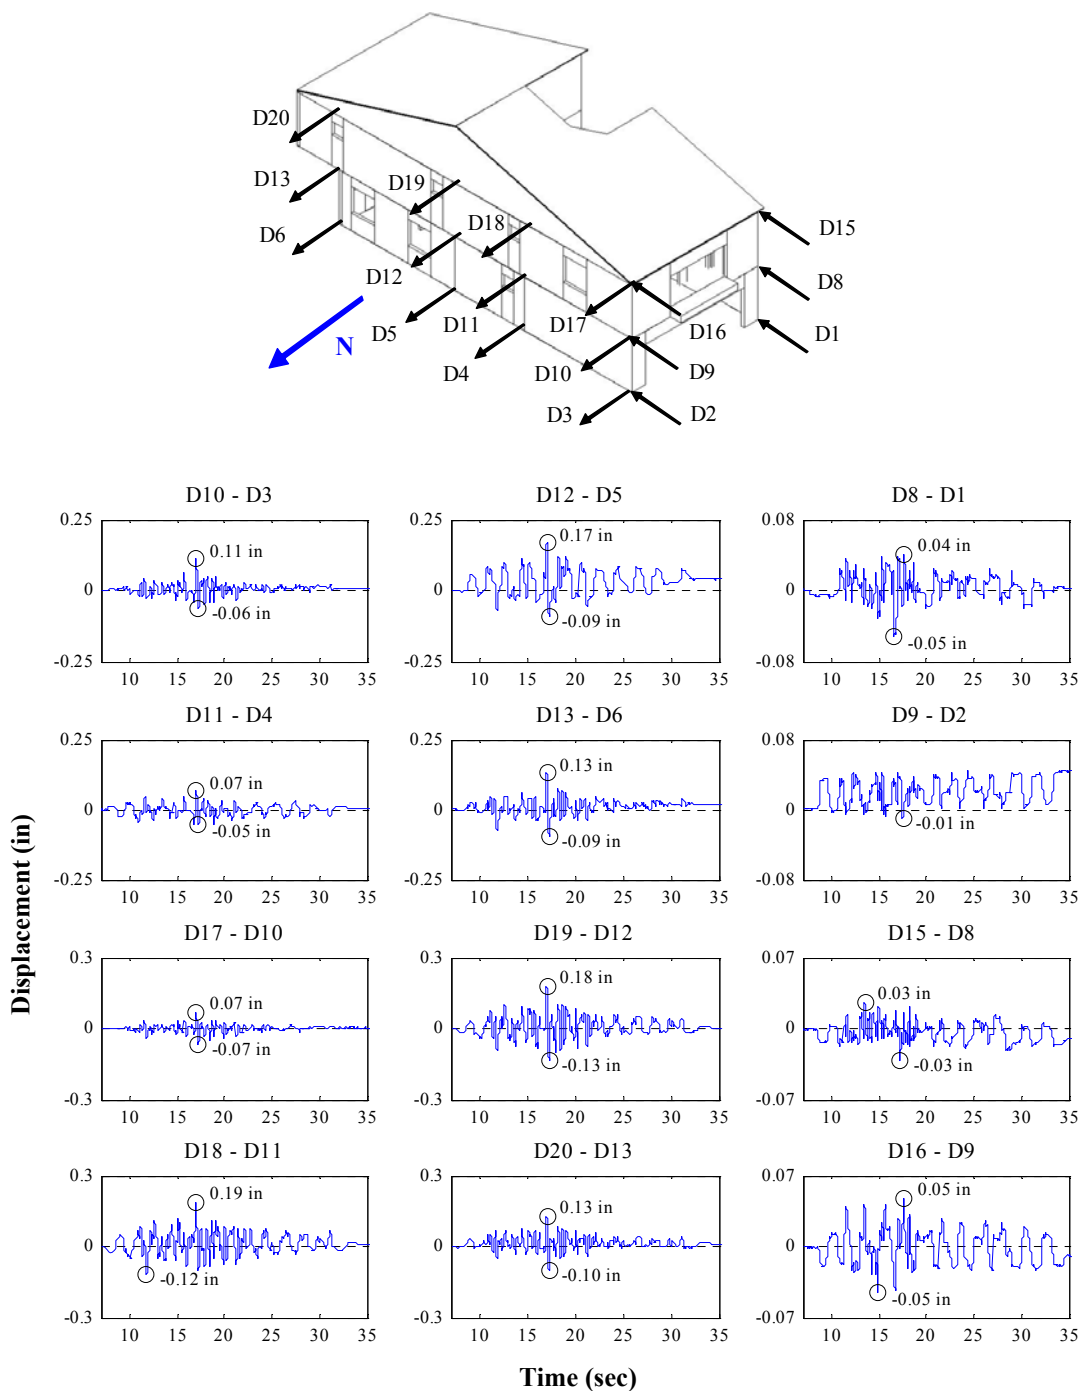 D20
D13
D6
D19
D18
D12
D5
D11
D4
D17
D10
D3
D15
D8
D1
D16
D9
D2
N
Displacement (in)
D10 - D3
0.25
0
-0.25
0.11 in
-0.06 in
10 15 20 25 30 35
D12 - D5
0.25
0
-0.25
0.17 in
-0.09 in
10 15 20 25 30 35
D8 - D1
0.08
0
-0.08
0.04 in
-0.05 in
10 15 20 25 30 35
D11 - D4
0.25
0
-0.25
0.07 in
-0.05 in
10 15 20 25 30 35
D13 - D6
0.25
0
-0.25
0.13 in
-0.09 in
10 15 20 25 30 35
D9 - D2
0.08
0
-0.08
-0.01 in
10 15 20 25 30 35
D17 - D10
0.3
0
-0.3
0.07 in
-0.07 in
10 15 20 25 30 35
D19 - D12
0.3
0
-0.3
0.18 in
-0.13 in
10 15 20 25 30 35
D15 - D8
0.07
0
-0.07
0.03 in
-0.03 in
10 15 20 25 30 35
D18 - D11
0.3
0
-0.3
0.19 in
-0.12 in
10 15 20 25 30 35
D20 - D13
0.3
0
-0.3
0.13 in
-0.10 in
10 15 20 25 30 35
D16 - D9
0.07
0
-0.07
0.05 in
-0.05 in
10 15 20 25 30 35
Time (sec)